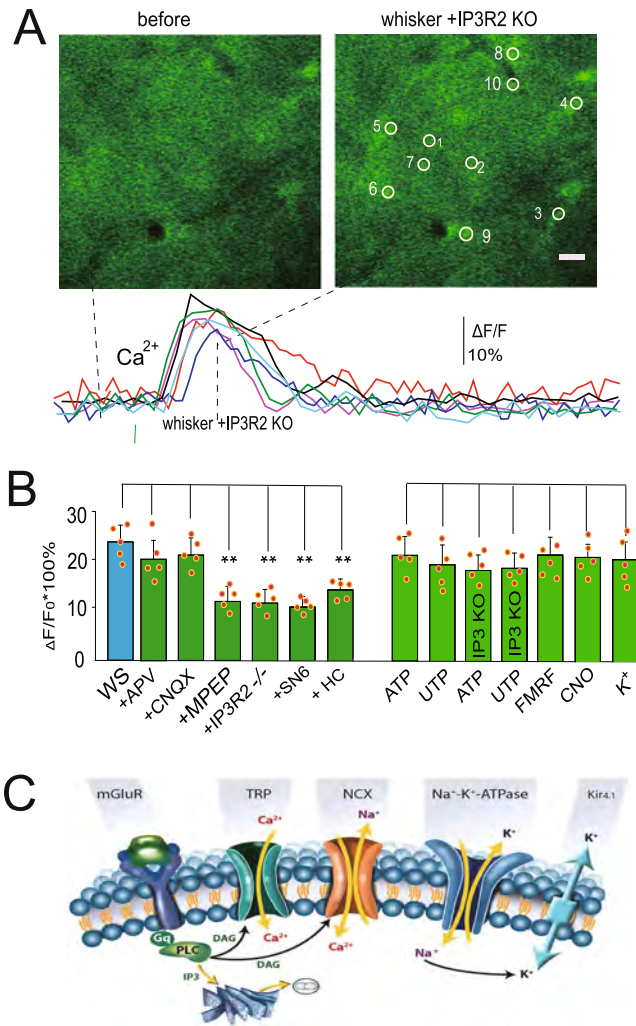 A
before
whisker +IP3R2 KO
8
10
4
5
1
7
2
6
3
9
Ca²⁺
ΔF/F
10%
whisker +IP3R2 KO
B
ΔF/F₀*100%
30
20
10
0
** ** ** **
IP3 KO
IP3 KO
WS
+APV
+CNQX
+MPEP
+IP3R2 -/-
+SN6
+ HC
ATP
UTP
ATP
UTP
FMRF
CNO
K⁺
C
mGluR
TRP
NCX
Na⁺-K⁺-ATPase
Kir4.1
Ca²⁺
Na⁺
K⁺
K⁺
Gq
PLC
DAG
DAG
IP3
Ca²⁺
Ca²⁺
Na⁺
K⁺